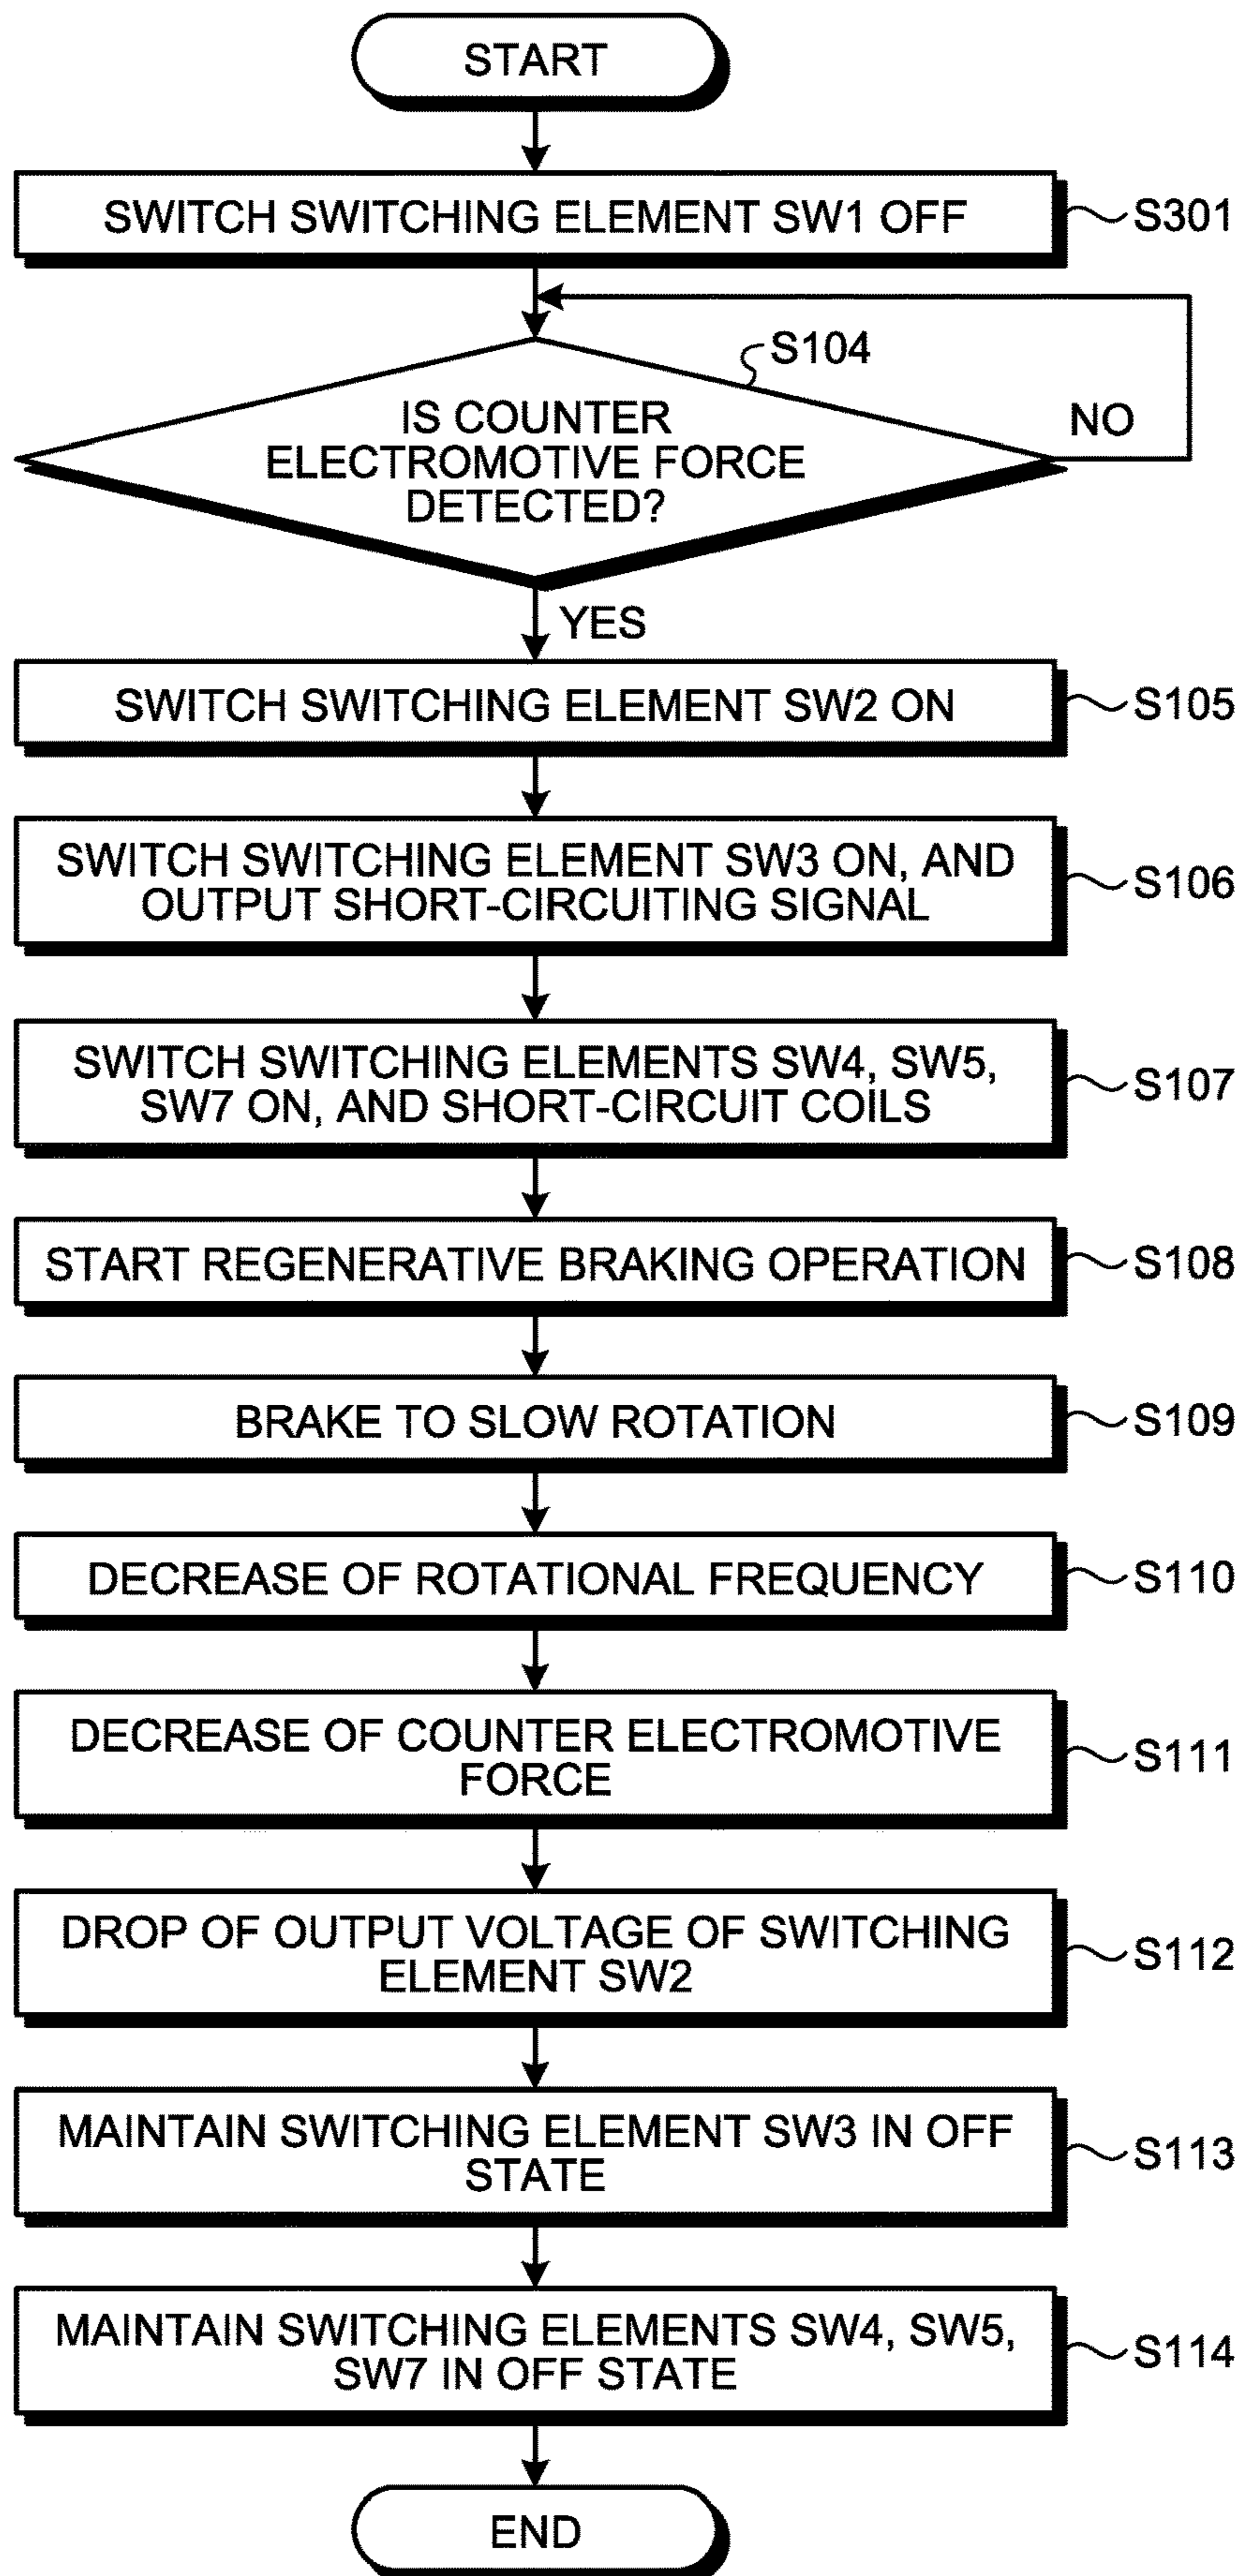 START
SWITCH SWITCHING ELEMENT SW1 OFF
S301
S104
IS COUNTER
ELECTROMOTIVE FORCE
DETECTED?
NO
YES
SWITCH SWITCHING ELEMENT SW2 ON
S105
SWITCH SWITCHING ELEMENT SW3 ON, AND
OUTPUT SHORT-CIRCUITING SIGNAL
S106
SWITCH SWITCHING ELEMENTS SW4, SW5,
SW7 ON, AND SHORT-CIRCUIT COILS
S107
START REGENERATIVE BRAKING OPERATION
S108
BRAKE TO SLOW ROTATION
S109
DECREASE OF ROTATIONAL FREQUENCY
S110
DECREASE OF COUNTER ELECTROMOTIVE
FORCE
S111
DROP OF OUTPUT VOLTAGE OF SWITCHING
ELEMENT SW2
S112
MAINTAIN SWITCHING ELEMENT SW3 IN OFF
STATE
S113
MAINTAIN SWITCHING ELEMENTS SW4, SW5,
SW7 IN OFF STATE
S114
END